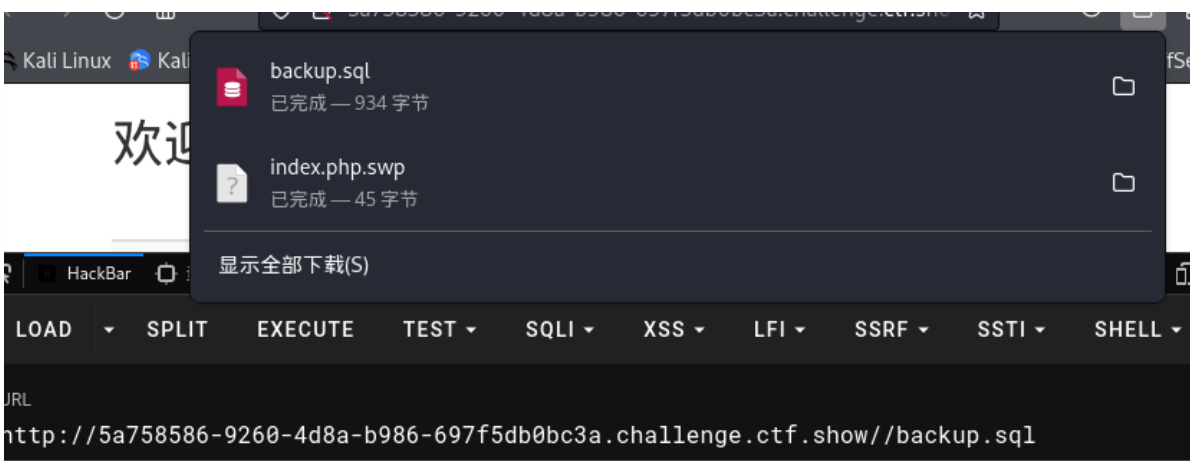 Kali Linux
Kali
backup.sql
已完成 — 934 字节
欢迎
index.php.swp
已完成 — 45 字节
显示全部下载(S)
HackBar
LOAD SPLIT EXECUTE TEST SQLI XSS LFI SSRF SSTI SHELL
URL
http://5a758586-9260-4d8a-b986-697f5db0bc3a.challenge.ctf.show//backup.sql